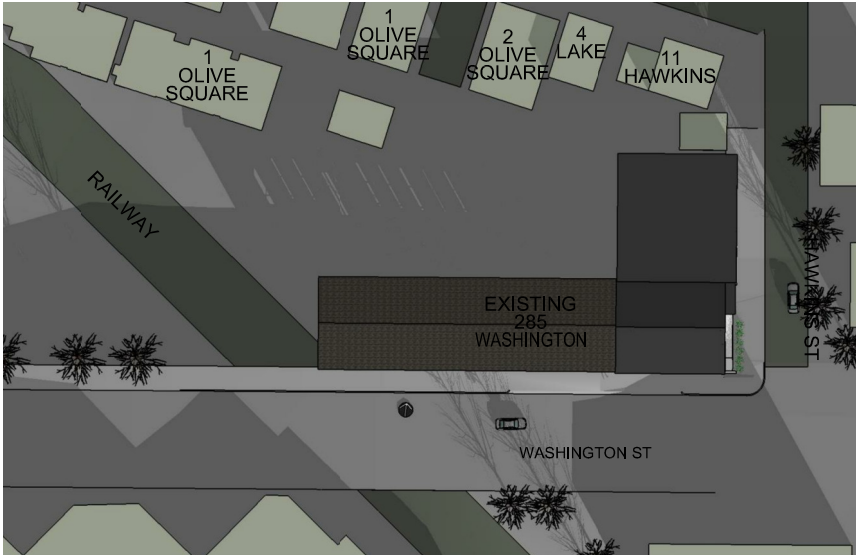 1
OLIVE
SQUARE
1
OLIVE
SQUARE
2
OLIVE
SQUARE
4
LAKE
11
HAWKINS
RAILWAY
EXISTING
285
WASHINGTON
HAWKINS ST
WASHINGTON ST